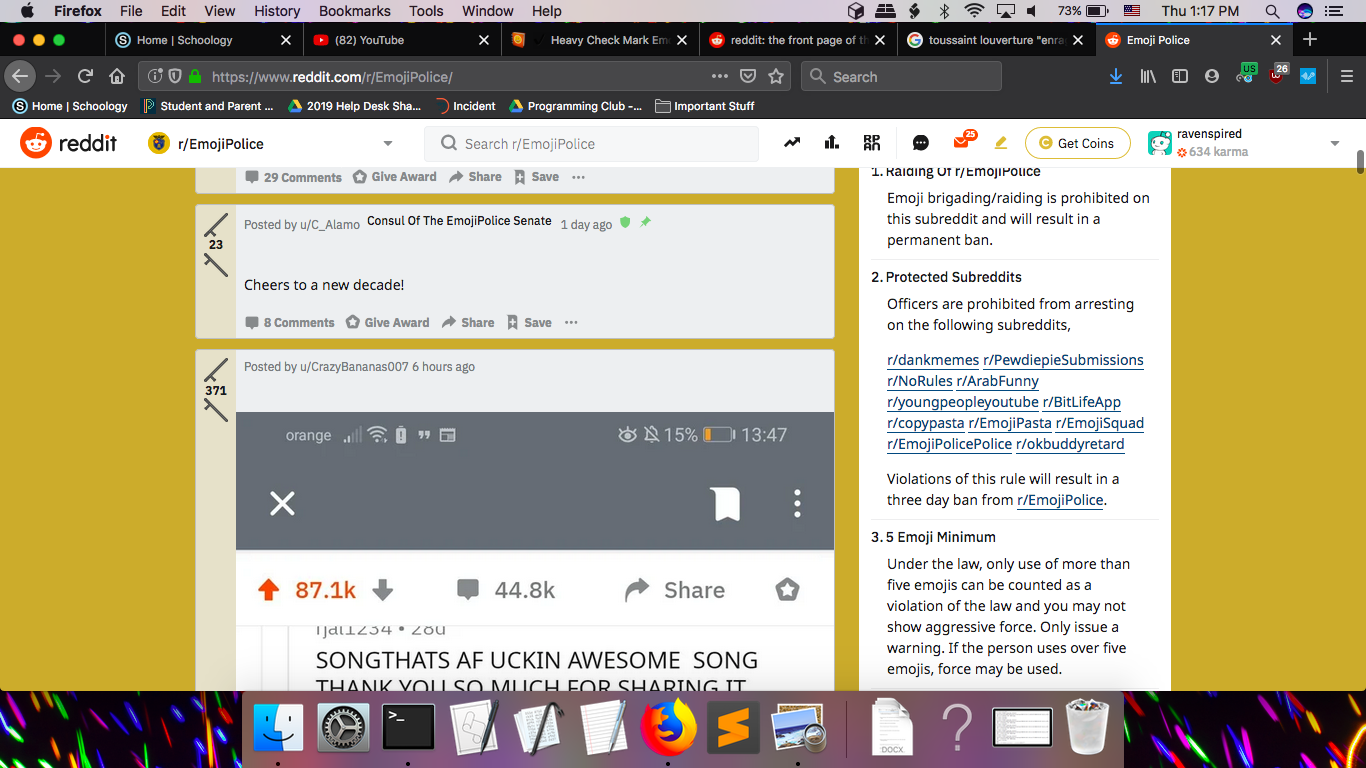 Firefox File Edit View History Bookmarks Tools Window Help 73% Thu 1:17 PM
Home | Schoology (82) YouTube Heavy Check Mark Em reddit: the front page of th toussaint louverture "enra Emoji Police
https://www.reddit.com/r/EmojiPolice/ Search US 26
Home | Schoology Student and Parent ... 2019 Help Desk Sha... Incident Programming Club -... Important Stuff
reddit r/EmojiPolice Search r/EmojiPolice 25 Get Coins ravenspired
634 karma
29 Comments Give Award Share Save
Posted by u/C_Alamo Consul Of The EmojiPolice Senate 1 day ago
23
Cheers to a new decade!
8 Comments Give Award Share Save
Posted by u/CrazyBananas007 6 hours ago
371
orange 15% 13:47
87.1k 44.8k Share
rjal1234 • 28d
SONGTHATS AF UCKIN AWESOME SONG
THANK YOU SO MUCH FOR SHARING IT
1. Raiding Of r/EmojiPolice
Emoji brigading/raiding is prohibited on
this subreddit and will result in a
permanent ban.
2. Protected Subreddits
Officers are prohibited from arresting
on the following subreddits,
r/dankmemes r/PewdiepieSubmissions
r/NoRules r/ArabFunny
r/youngpeopleyoutube r/BitLifeApp
r/copypasta r/EmojiPasta r/EmojiSquad
r/EmojiPolicePolice r/okbuddyretard
Violations of this rule will result in a
three day ban from r/EmojiPolice.
3. 5 Emoji Minimum
Under the law, only use of more than
five emojis can be counted as a
violation of the law and you may not
show aggressive force. Only issue a
warning. If the person uses over five
emojis, force may be used.
DOCX